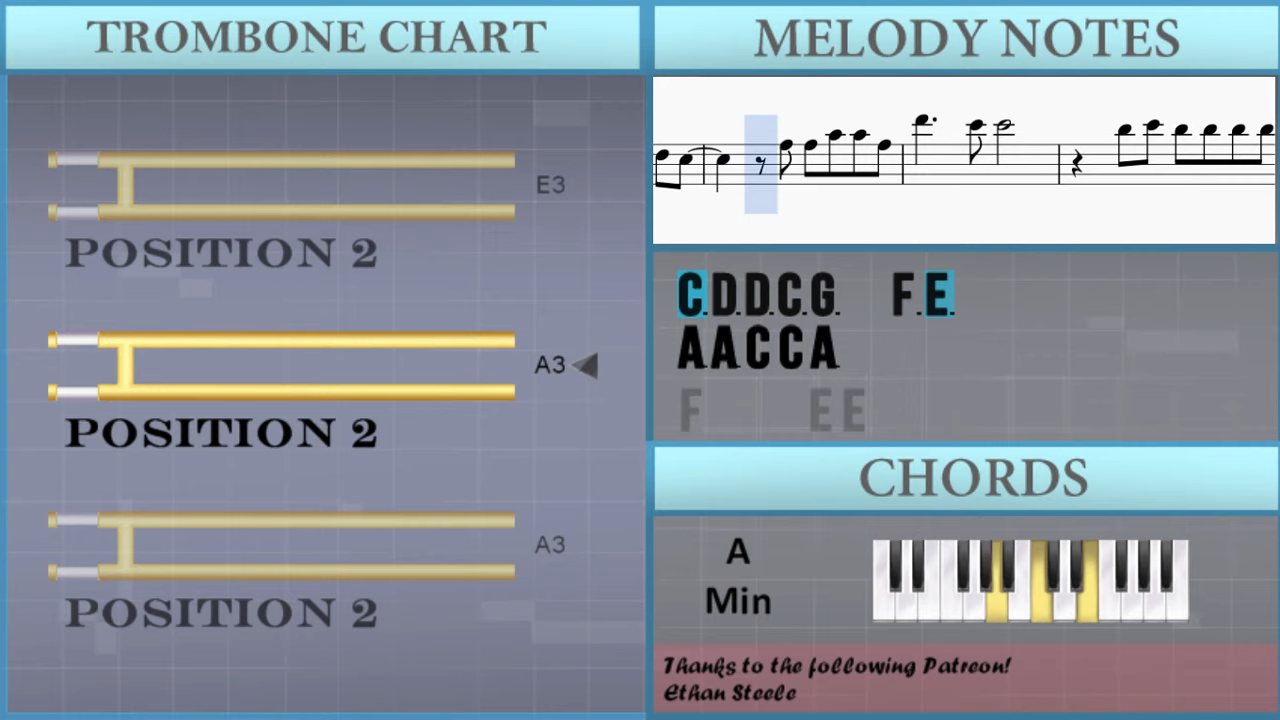 TROMBONE CHART
E3
POSITION 2
A3
POSITION 2
A3
POSITION 2
MELODY NOTES
C.D.D.C.G. F.E.
AACCA
F EE
CHORDS
A
Min
Thanks to the following Patreon!
Ethan Steele